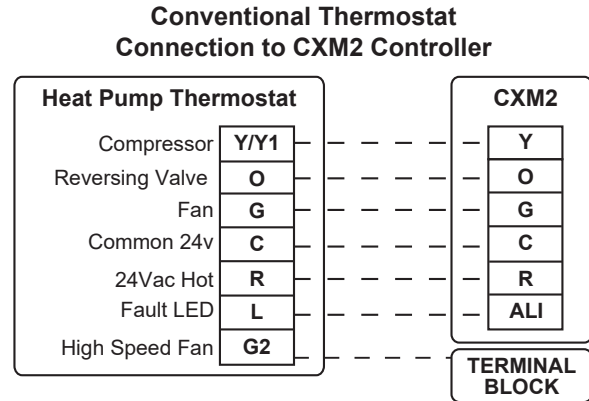 Conventional Thermostat
Connection to CXM2 Controller
Heat Pump Thermostat
CXM2
Compressor Y/Y1 Y
Reversing Valve O O
Fan G G
Common 24v C C
24Vac Hot R R
Fault LED L ALI
High Speed Fan G2
TERMINAL
BLOCK